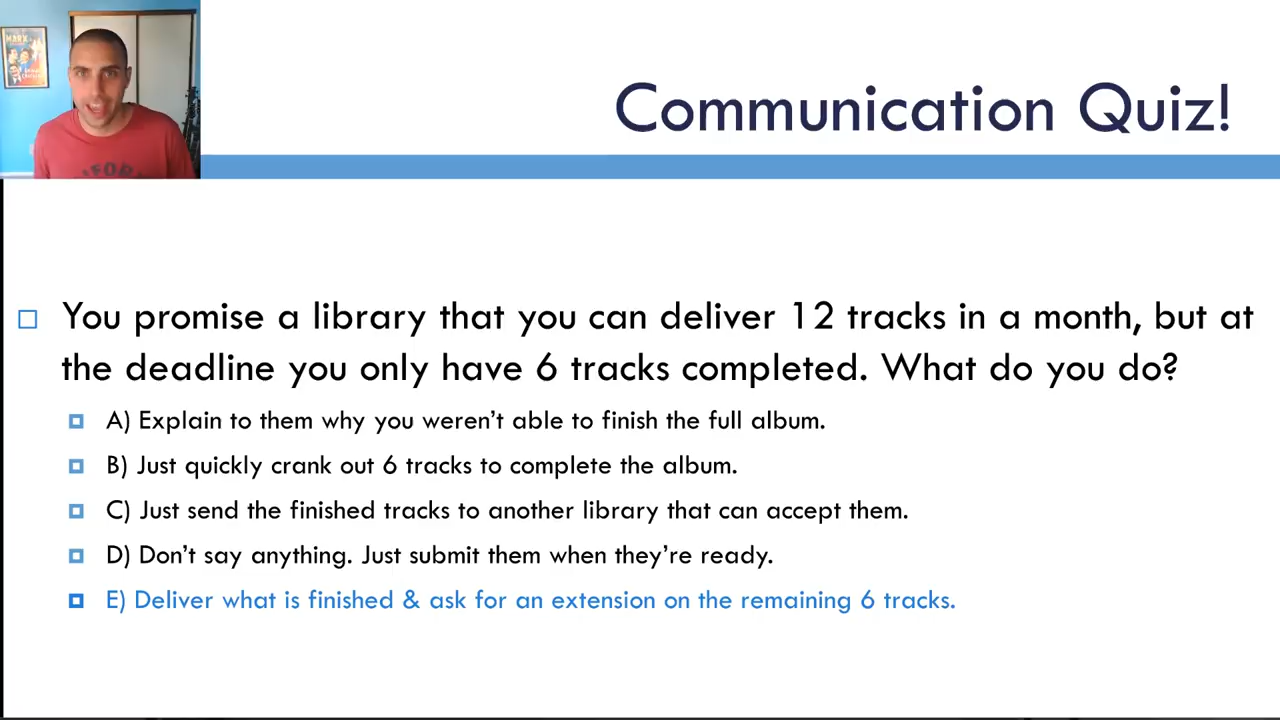 MARX
Communication Quiz!
You promise a library that you can deliver 12 tracks in a month, but at
the deadline you only have 6 tracks completed. What do you do?
A) Explain to them why you weren't able to finish the full album.
B) Just quickly crank out 6 tracks to complete the album.
C) Just send the finished tracks to another library that can accept them.
D) Don't say anything. Just submit them when they're ready.
E) Deliver what is finished & ask for an extension on the remaining 6 tracks.